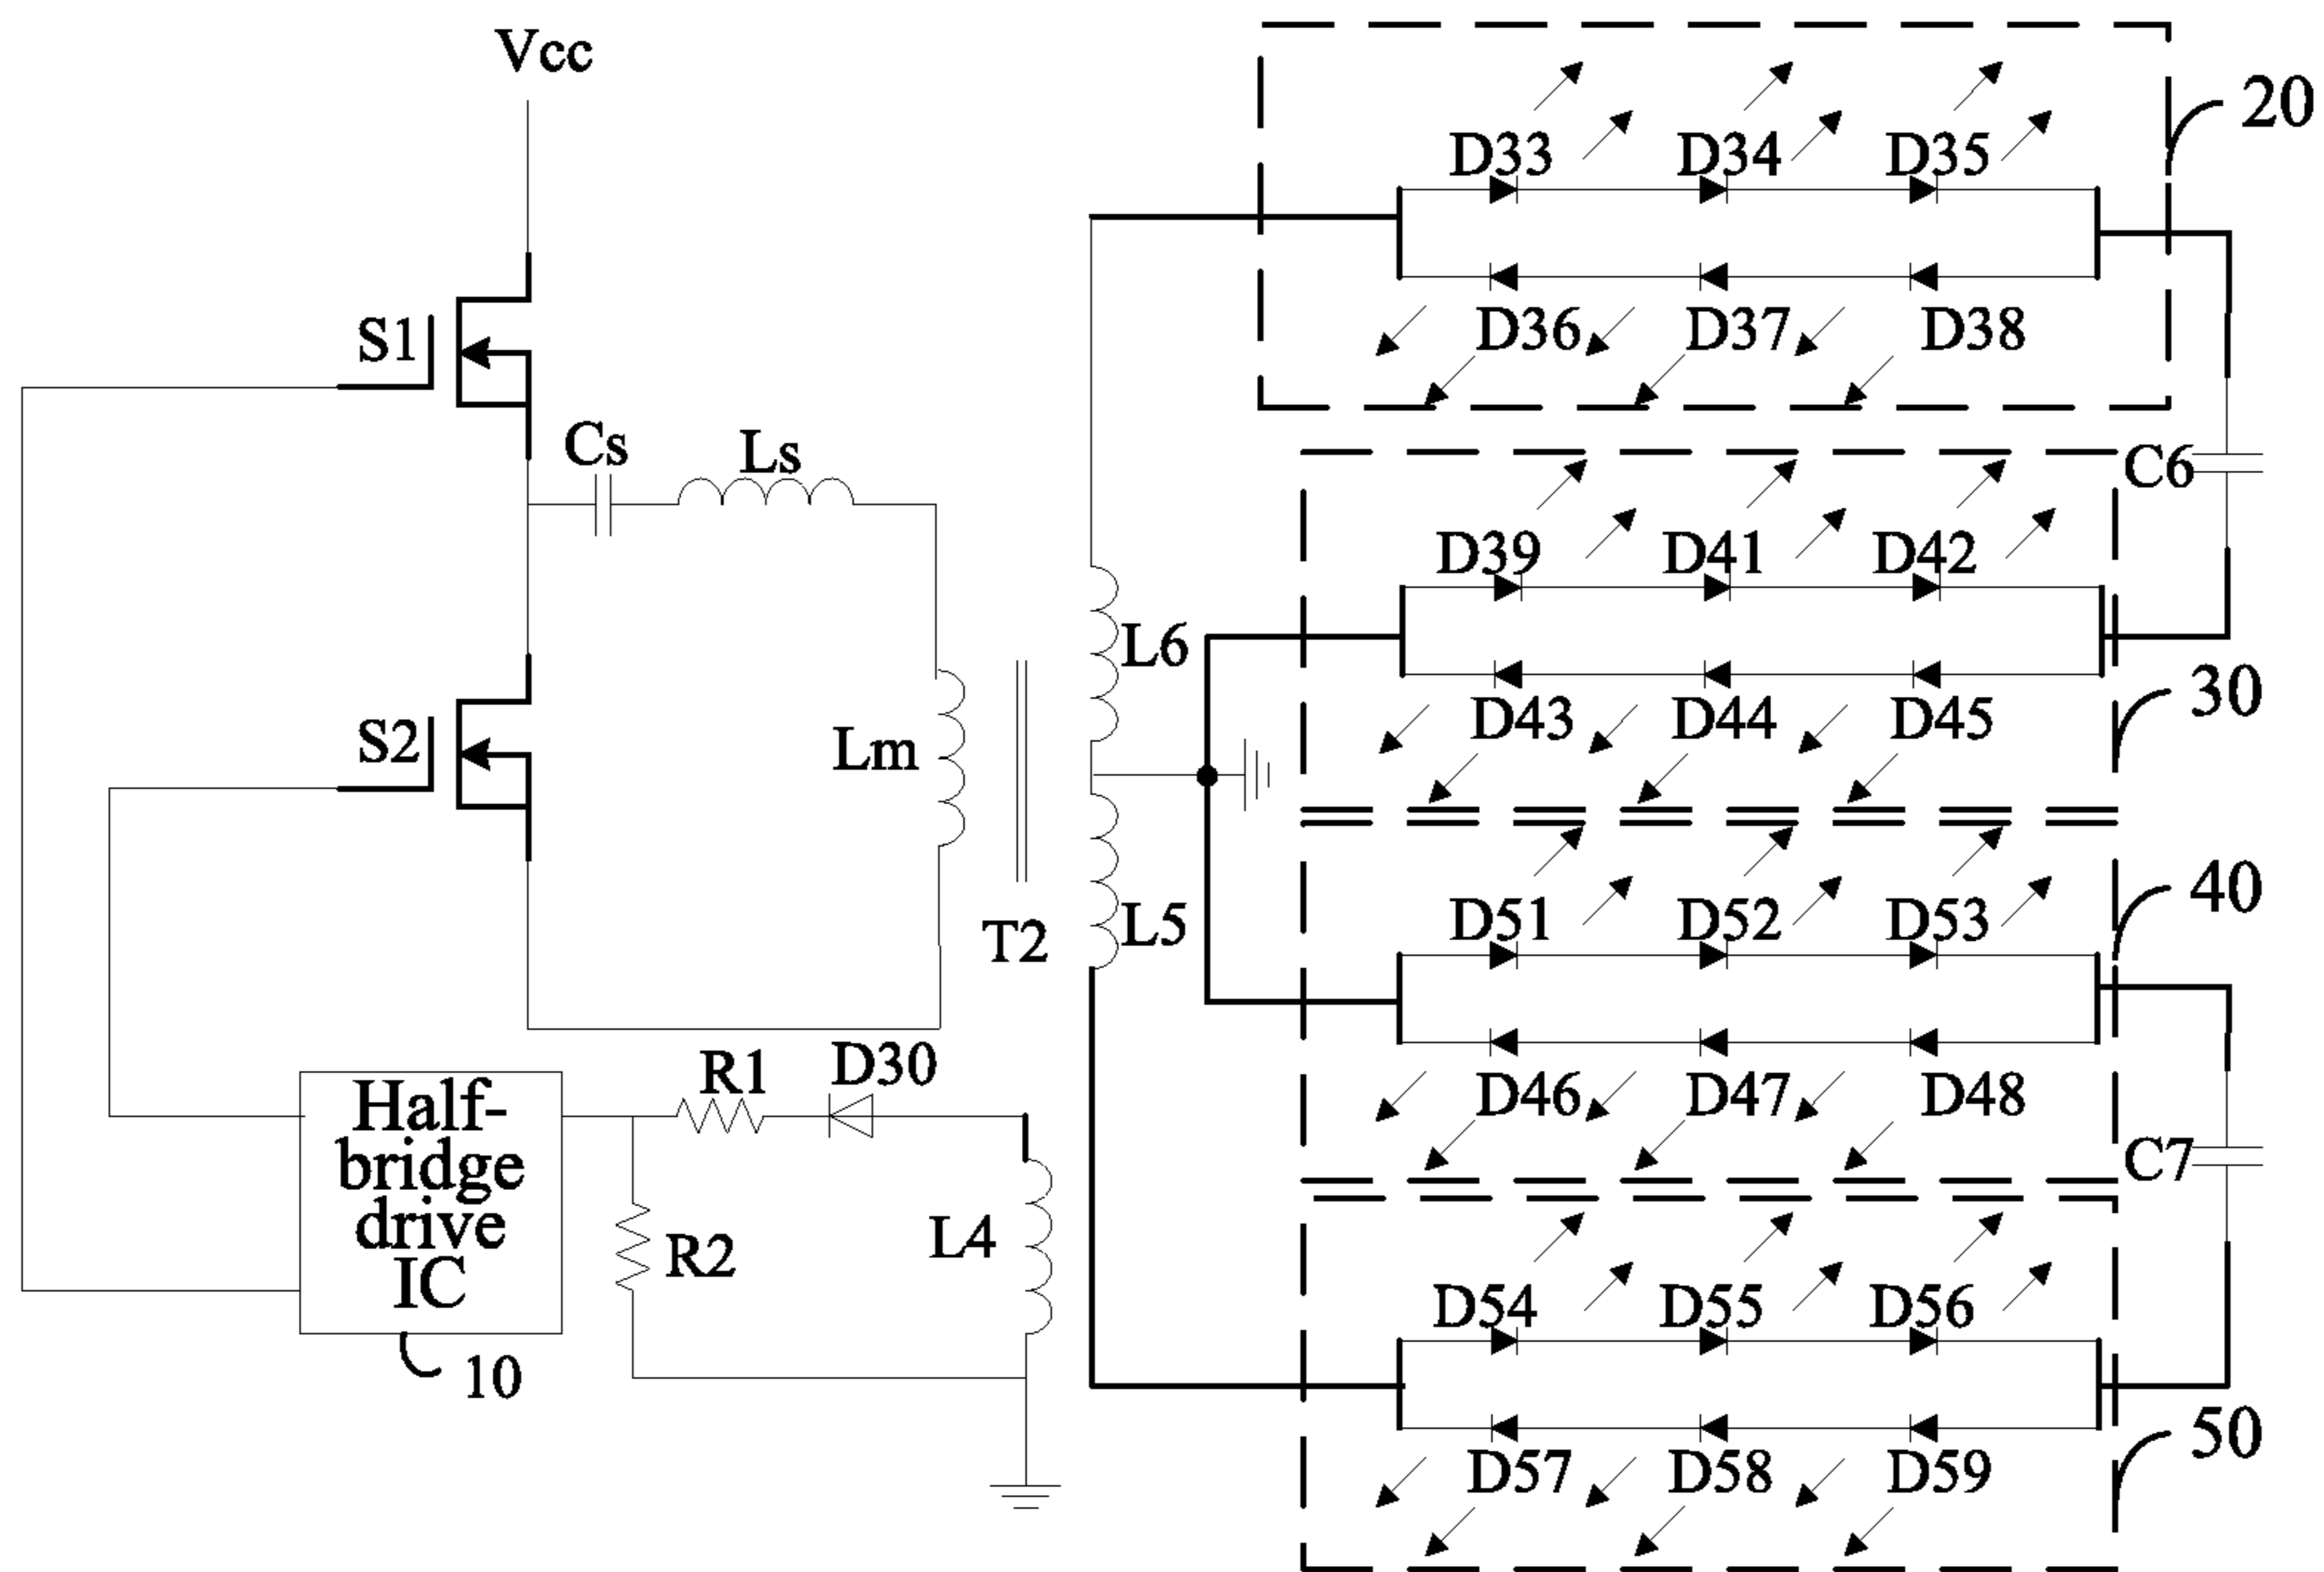 Vcc
20
D33 D34 D35
S1
D36 D37 D38
Cs Ls
C6
D39 D41 D42
L6
30
S2
Lm
D43 D44 D45
40
T2
L5
D51 D52 D53
R1 D30
D46 D47 D48
C7
Half-
bridge
drive
IC
R2
L4
10
D54 D55 D56
50
D57 D58 D59